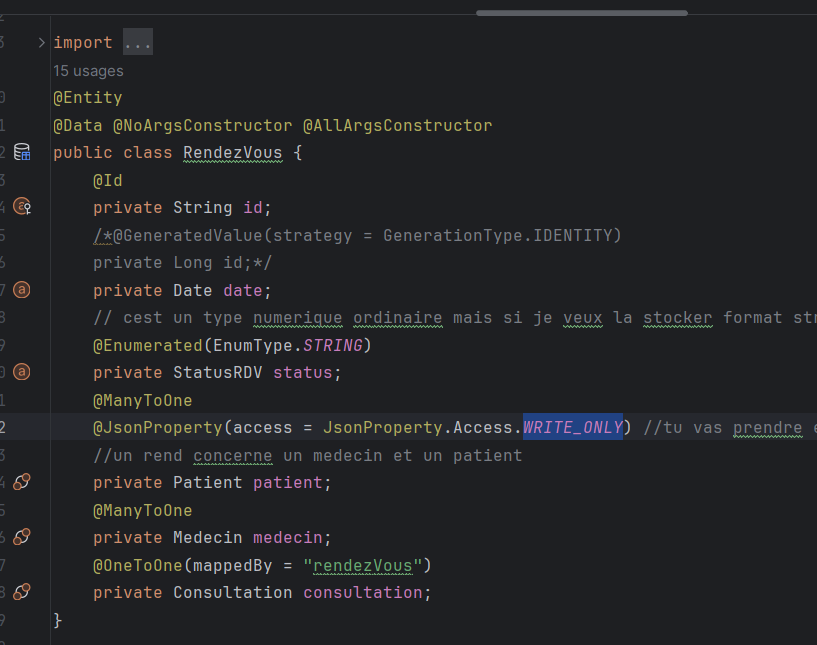 import ...
15 usages
@Entity
@Data @NoArgsConstructor @AllArgsConstructor
public class RendezVous {
@Id
private String id;
/*@GeneratedValue(strategy = GenerationType.IDENTITY)
private Long id;*/
private Date date;
// cest un type numerique ordinaire mais si je veux la stocker format
@Enumerated(EnumType.STRING)
private StatusRDV status;
@ManyToOne
@JsonProperty(access = JsonProperty.Access.WRITE_ONLY) //tu vas prendre
//un rend concerne un medecin et un patient
private Patient patient;
@ManyToOne
private Medecin medecin;
@OneToOne(mappedBy = "rendezVous")
private Consultation consultation;
}